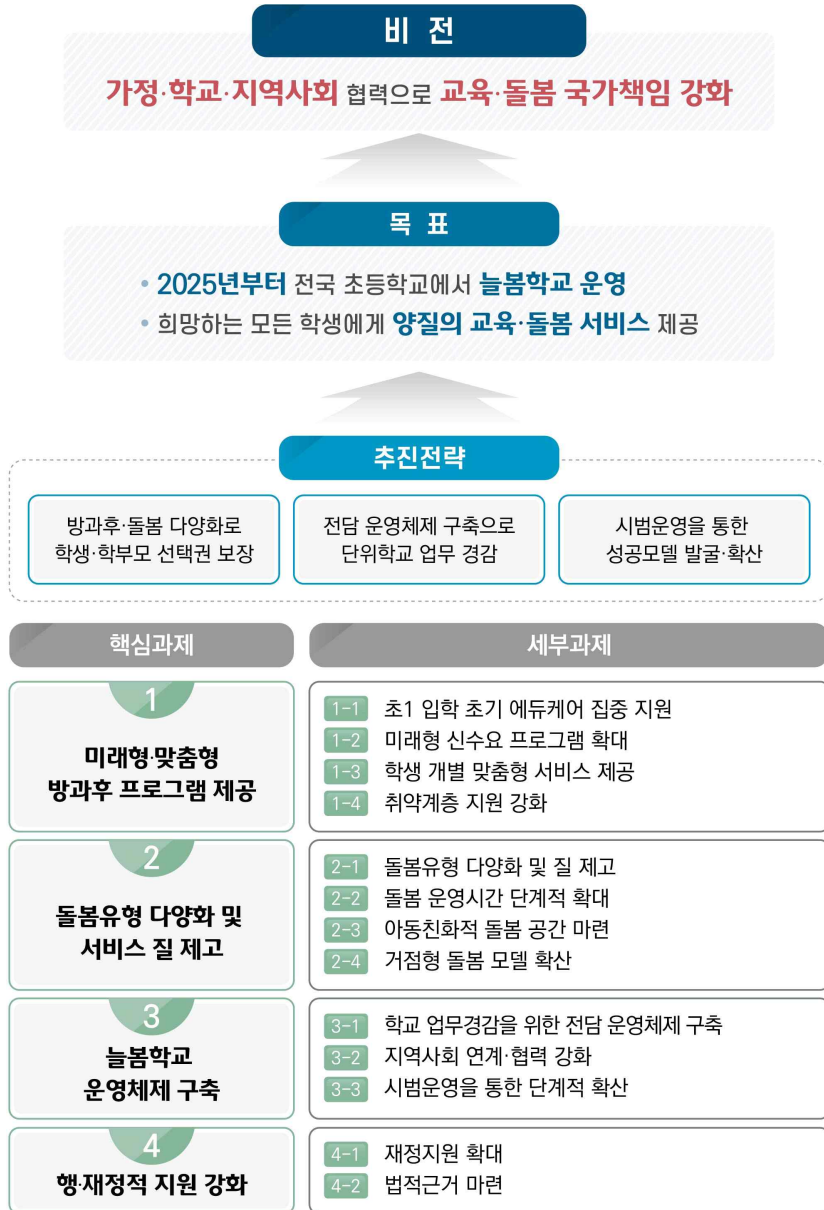 비 전
가정·학교·지역사회 협력으로 교육·돌봄 국가책임 강화
목 표
• 2025년부터 전국 초등학교에서 늘봄학교 운영
• 희망하는 모든 학생에게 양질의 교육·돌봄 서비스 제공
추진전략
방과후·돌봄 다양화로
학생·학부모 선택권 보장
전담 운영체제 구축으로
단위학교 업무 경감
시범운영을 통한
성공모델 발굴·확산
핵심과제
세부과제
1
미래형·맞춤형
방과후 프로그램 제공
1-1 초1 입학 초기 에듀케어 집중 지원
1-2 미래형 신수요 프로그램 확대
1-3 학생 개별 맞춤형 서비스 제공
1-4 취약계층 지원 강화
2
돌봄유형 다양화 및
서비스 질 제고
2-1 돌봄유형 다양화 및 질 제고
2-2 돌봄 운영시간 단계적 확대
2-3 아동친화적 돌봄 공간 마련
2-4 거점형 돌봄 모델 확산
3
늘봄학교
운영체제 구축
3-1 학교 업무경감을 위한 전담 운영체제 구축
3-2 지역사회 연계·협력 강화
3-3 시범운영을 통한 단계적 확산
4
행·재정적 지원 강화
4-1 재정지원 확대
4-2 법적근거 마련